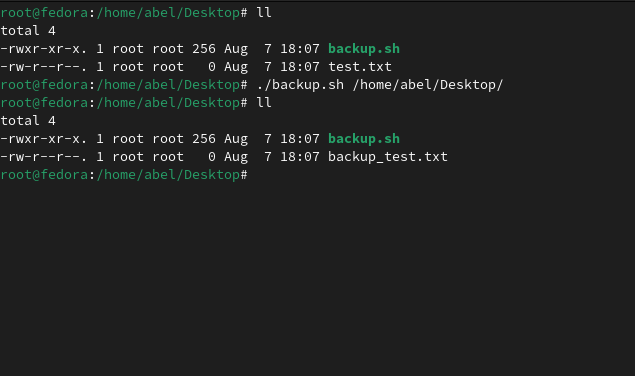 root@fedora:/home/abel/Desktop# ll
total 4
-rwxr-xr-x. 1 root root 256 Aug  7 18:07 backup.sh
-rw-r--r--. 1 root root   0 Aug  7 18:07 test.txt
root@fedora:/home/abel/Desktop# ./backup.sh /home/abel/Desktop/
root@fedora:/home/abel/Desktop# ll
total 4
-rwxr-xr-x. 1 root root 256 Aug  7 18:07 backup.sh
-rw-r--r--. 1 root root   0 Aug  7 18:07 backup_test.txt
root@fedora:/home/abel/Desktop#